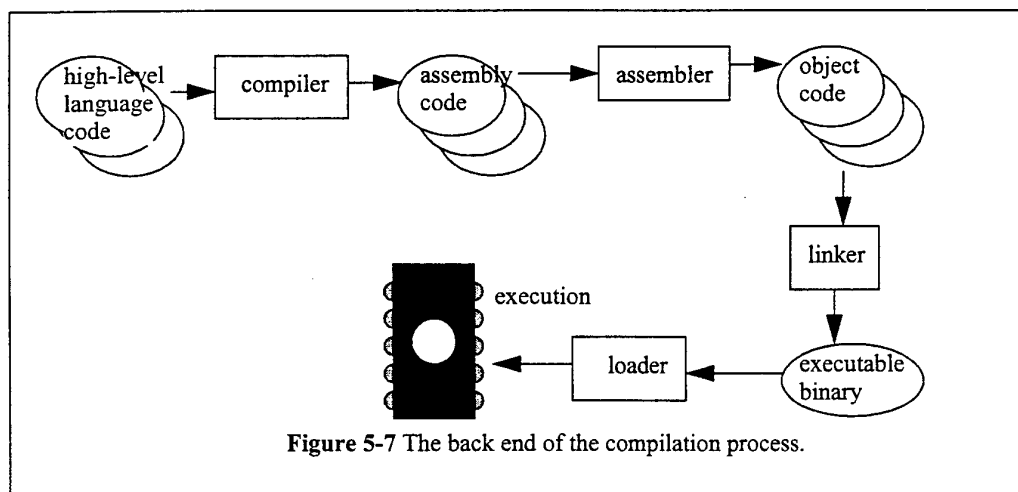 high-level
language
code
compiler
assembly
code
assembler
object
code
linker
execution
loader
executable
binary
Figure 5-7 The back end of the compilation process.